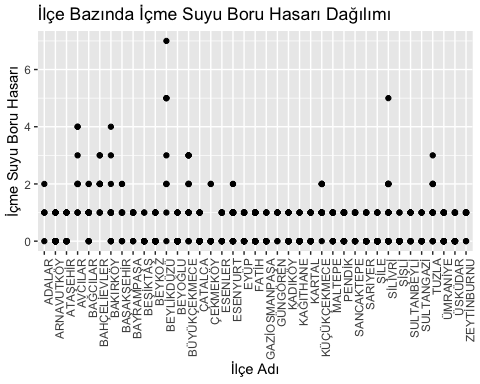 İlçe Bazında İçme Suyu Boru Hasarı Dağılımı
İçme Suyu Boru Hasarı
6
4
2
0
ADALAR
ARNAVUTKÖY
ATAŞEHİR
AVCILAR
BAĞCILAR
BAHÇELİEVLER
BAKIRKÖY
BAŞAKŞEHİR
BAYRAMPAŞA
BEŞİKTAŞ
BEYKOZ
BEYLİKDÜZÜ
BEYOĞLU
BÜYÜKÇEKMECE
ÇATALCA
ÇEKMEKÖY
ESENLER
ESENYURT
EYÜP
FATİH
GAZİOSMANPAŞA
GÜNGÖREN
KADIKÖY
KAĞITHANE
KARTAL
KÜÇÜKÇEKMECE
MALTEPE
PENDİK
SANCAKTEPE
SARIYER
ŞİLE
SİLİVRİ
ŞİŞLİ
SULTANBEYLİ
SULTANGAZİ
TUZLA
ÜMRANİYE
ÜSKÜDAR
ZEYTİNBURNU
İlçe Adı